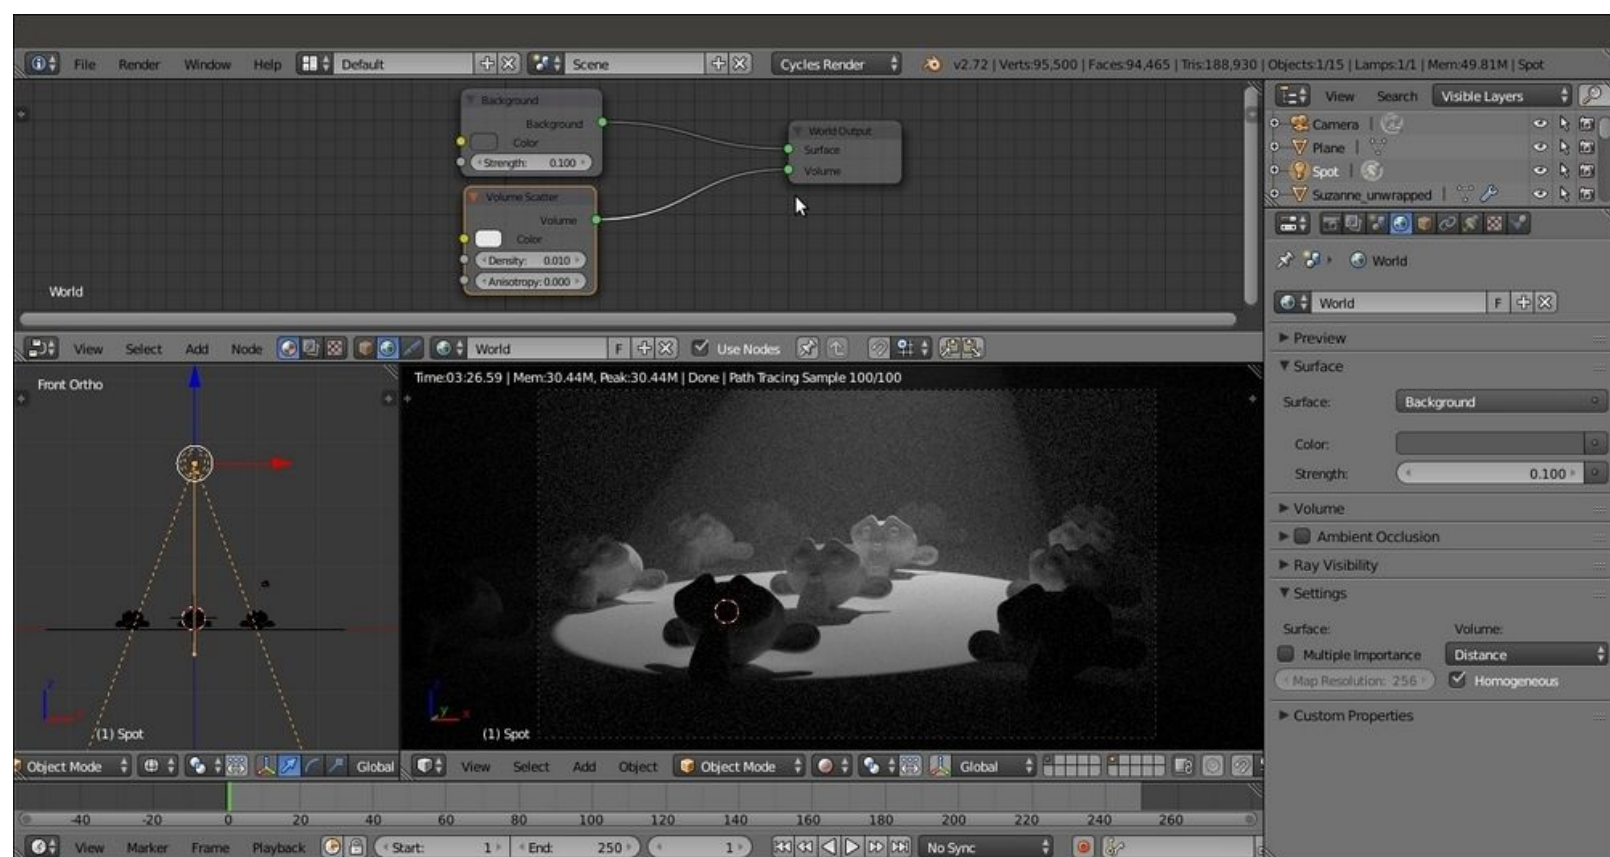 File Render Window Help Default Scene Cycles Render v2.72 | Verts:95,500 | Faces:94,465 | Tris:188,930 | Objects:1/15 | Lamps:1/1 | Mem:49.81M | Spot
Background
Background
Color
Strength: 0.100
World Output
Surface
Volume
Volume Scatter
Volume
Color
Density: 0.010
Anisotropy: 0.000
World
View Select Add Node World F Use Nodes
View Search Visible Layers
Camera
Plane
Spot
Suzanne_unwrapped
World
World F
Preview
Surface
Surface: Background
Color:
Strength: 0.100
Volume
Ambient Occlusion
Ray Visibility
Settings
Surface: Volume:
Multiple Importance Distance
Map Resolution: 256 Homogeneous
Custom Properties
Front Ortho
z
(1) Spot
Object Mode Global
Time:03:26.59 | Mem:30.44M, Peak:30.44M | Done | Path Tracing Sample 100/100
y x
(1) Spot
View Select Add Object Object Mode Global
-40 -20 0 20 40 60 80 100 120 140 160 180 200 220 240 260
View Marker Frame Playback Start: 1 End: 250 1 No Sync